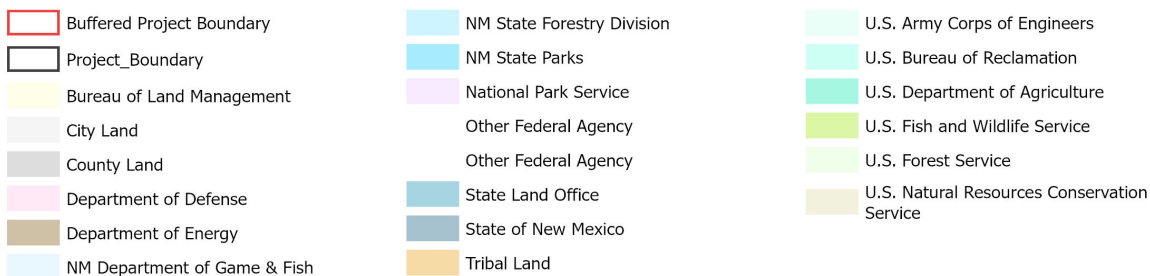 Buffered Project Boundary
Project_Boundary
Bureau of Land Management
City Land
County Land
Department of Defense
Department of Energy
NM Department of Game & Fish
NM State Forestry Division
NM State Parks
National Park Service
Other Federal Agency
Other Federal Agency
State Land Office
State of New Mexico
Tribal Land
U.S. Army Corps of Engineers
U.S. Bureau of Reclamation
U.S. Department of Agriculture
U.S. Fish and Wildlife Service
U.S. Forest Service
U.S. Natural Resources Conservation
Service